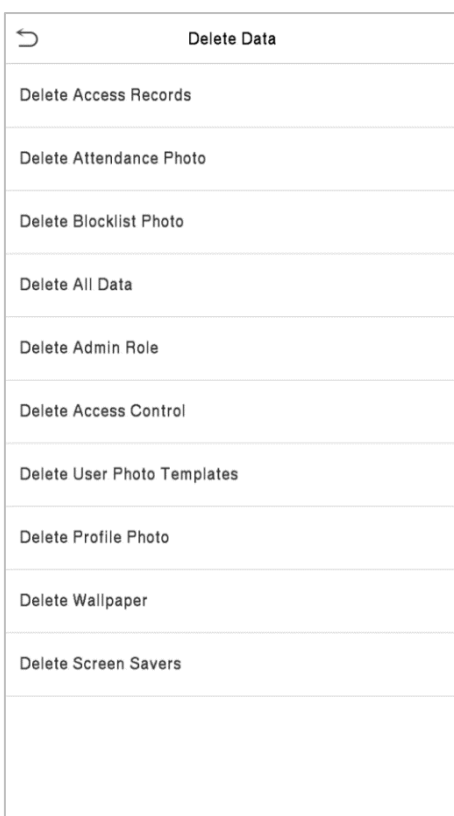 Delete Data
Delete Access Records
Delete Attendance Photo
Delete Blocklist Photo
Delete All Data
Delete Admin Role
Delete Access Control
Delete User Photo Templates
Delete Profile Photo
Delete Wallpaper
Delete Screen Savers